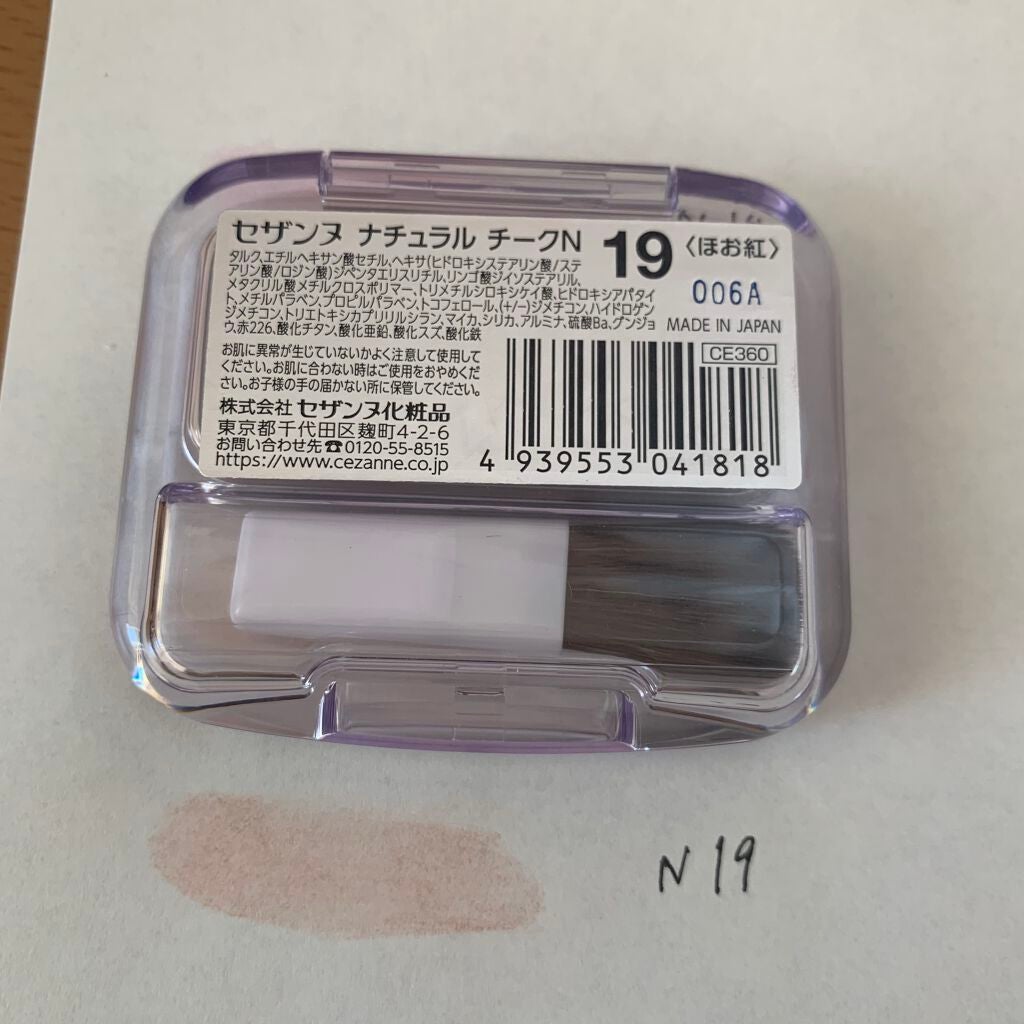 セザンヌ ナチュラル チークN 19 〈ほお紅〉
タルク、エチルヘキサン酸セチル、ヘキサ(ヒドロキシステアリン酸/ステ
アリン酸/ロジン酸)ジペンタエリスリチル、リンゴ酸ジイソステアリル、
メタクリル酸メチルクロスポリマー、トリメチルシロキシケイ酸、ヒドロキシアパタイ
ト、メチルパラベン、プロピルパラベン、トコフェロール、(+/-)ジメチコン、ハイドロゲン
ジメチコン、トリエトキシカプリリルシラン、マイカ、シリカ、アルミナ、硫酸Ba、グンジョ
ウ、赤226、酸化チタン、酸化亜鉛、酸化スズ、酸化鉄
006A
MADE IN JAPAN
CE360
お肌に異常が生じていないかよく注意して使用して
ください。お肌に合わない時はご使用をおやめくだ
さい。お子様の手の届かない所に保管してください。
株式会社 セザンヌ化粧品
東京都千代田区麹町4-2-6
お問い合わせ先☎0120-55-8515
https://www.cezanne.co.jp
4 939553 041818
N 19